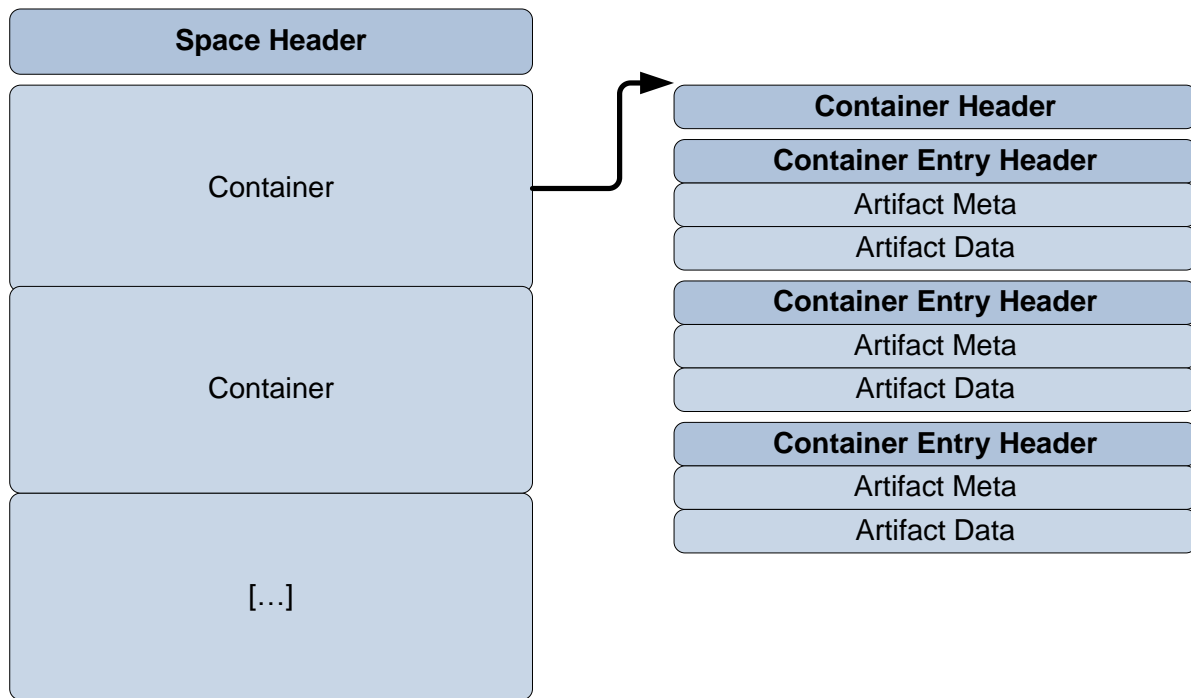 Space Header
Container
Container
[…]
Container Header
Container Entry Header
Artifact Meta
Artifact Data
Container Entry Header
Artifact Meta
Artifact Data
Container Entry Header
Artifact Meta
Artifact Data